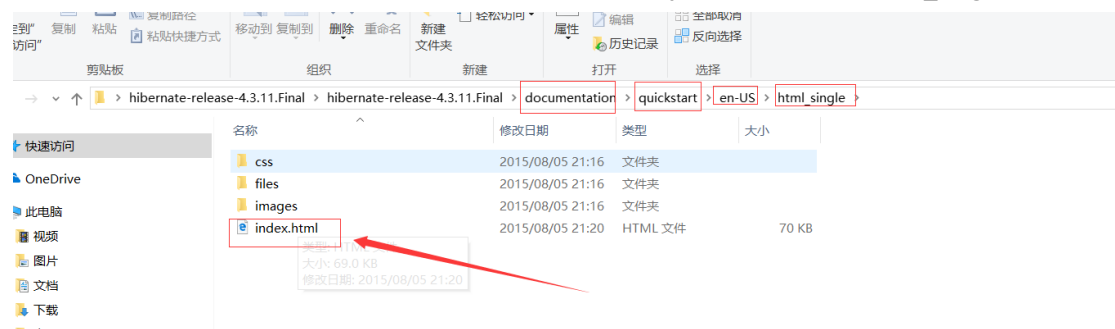 复制路径 轻松访问 编辑 全部取消
复制 粘贴 粘贴快捷方式 移动到 复制到 删除 重命名 新建 属性 历史记录 反向选择
访问" 文件夹
剪贴板 组织 新建 打开 选择
→ ↑ > hibernate-release-4.3.11.Final > hibernate-release-4.3.11.Final > documentation > quickstart > en-US > html_single >
名称 修改日期 类型 大小
快速访问
css 2015/08/05 21:16 文件夹
OneDrive
files 2015/08/05 21:16 文件夹
此电脑
images 2015/08/05 21:16 文件夹
视频
index.html 2015/08/05 21:20 HTML 文件 70 KB
图片
大小: 69.0 KB
修改日期: 2015/08/05 21:20
文档
下载